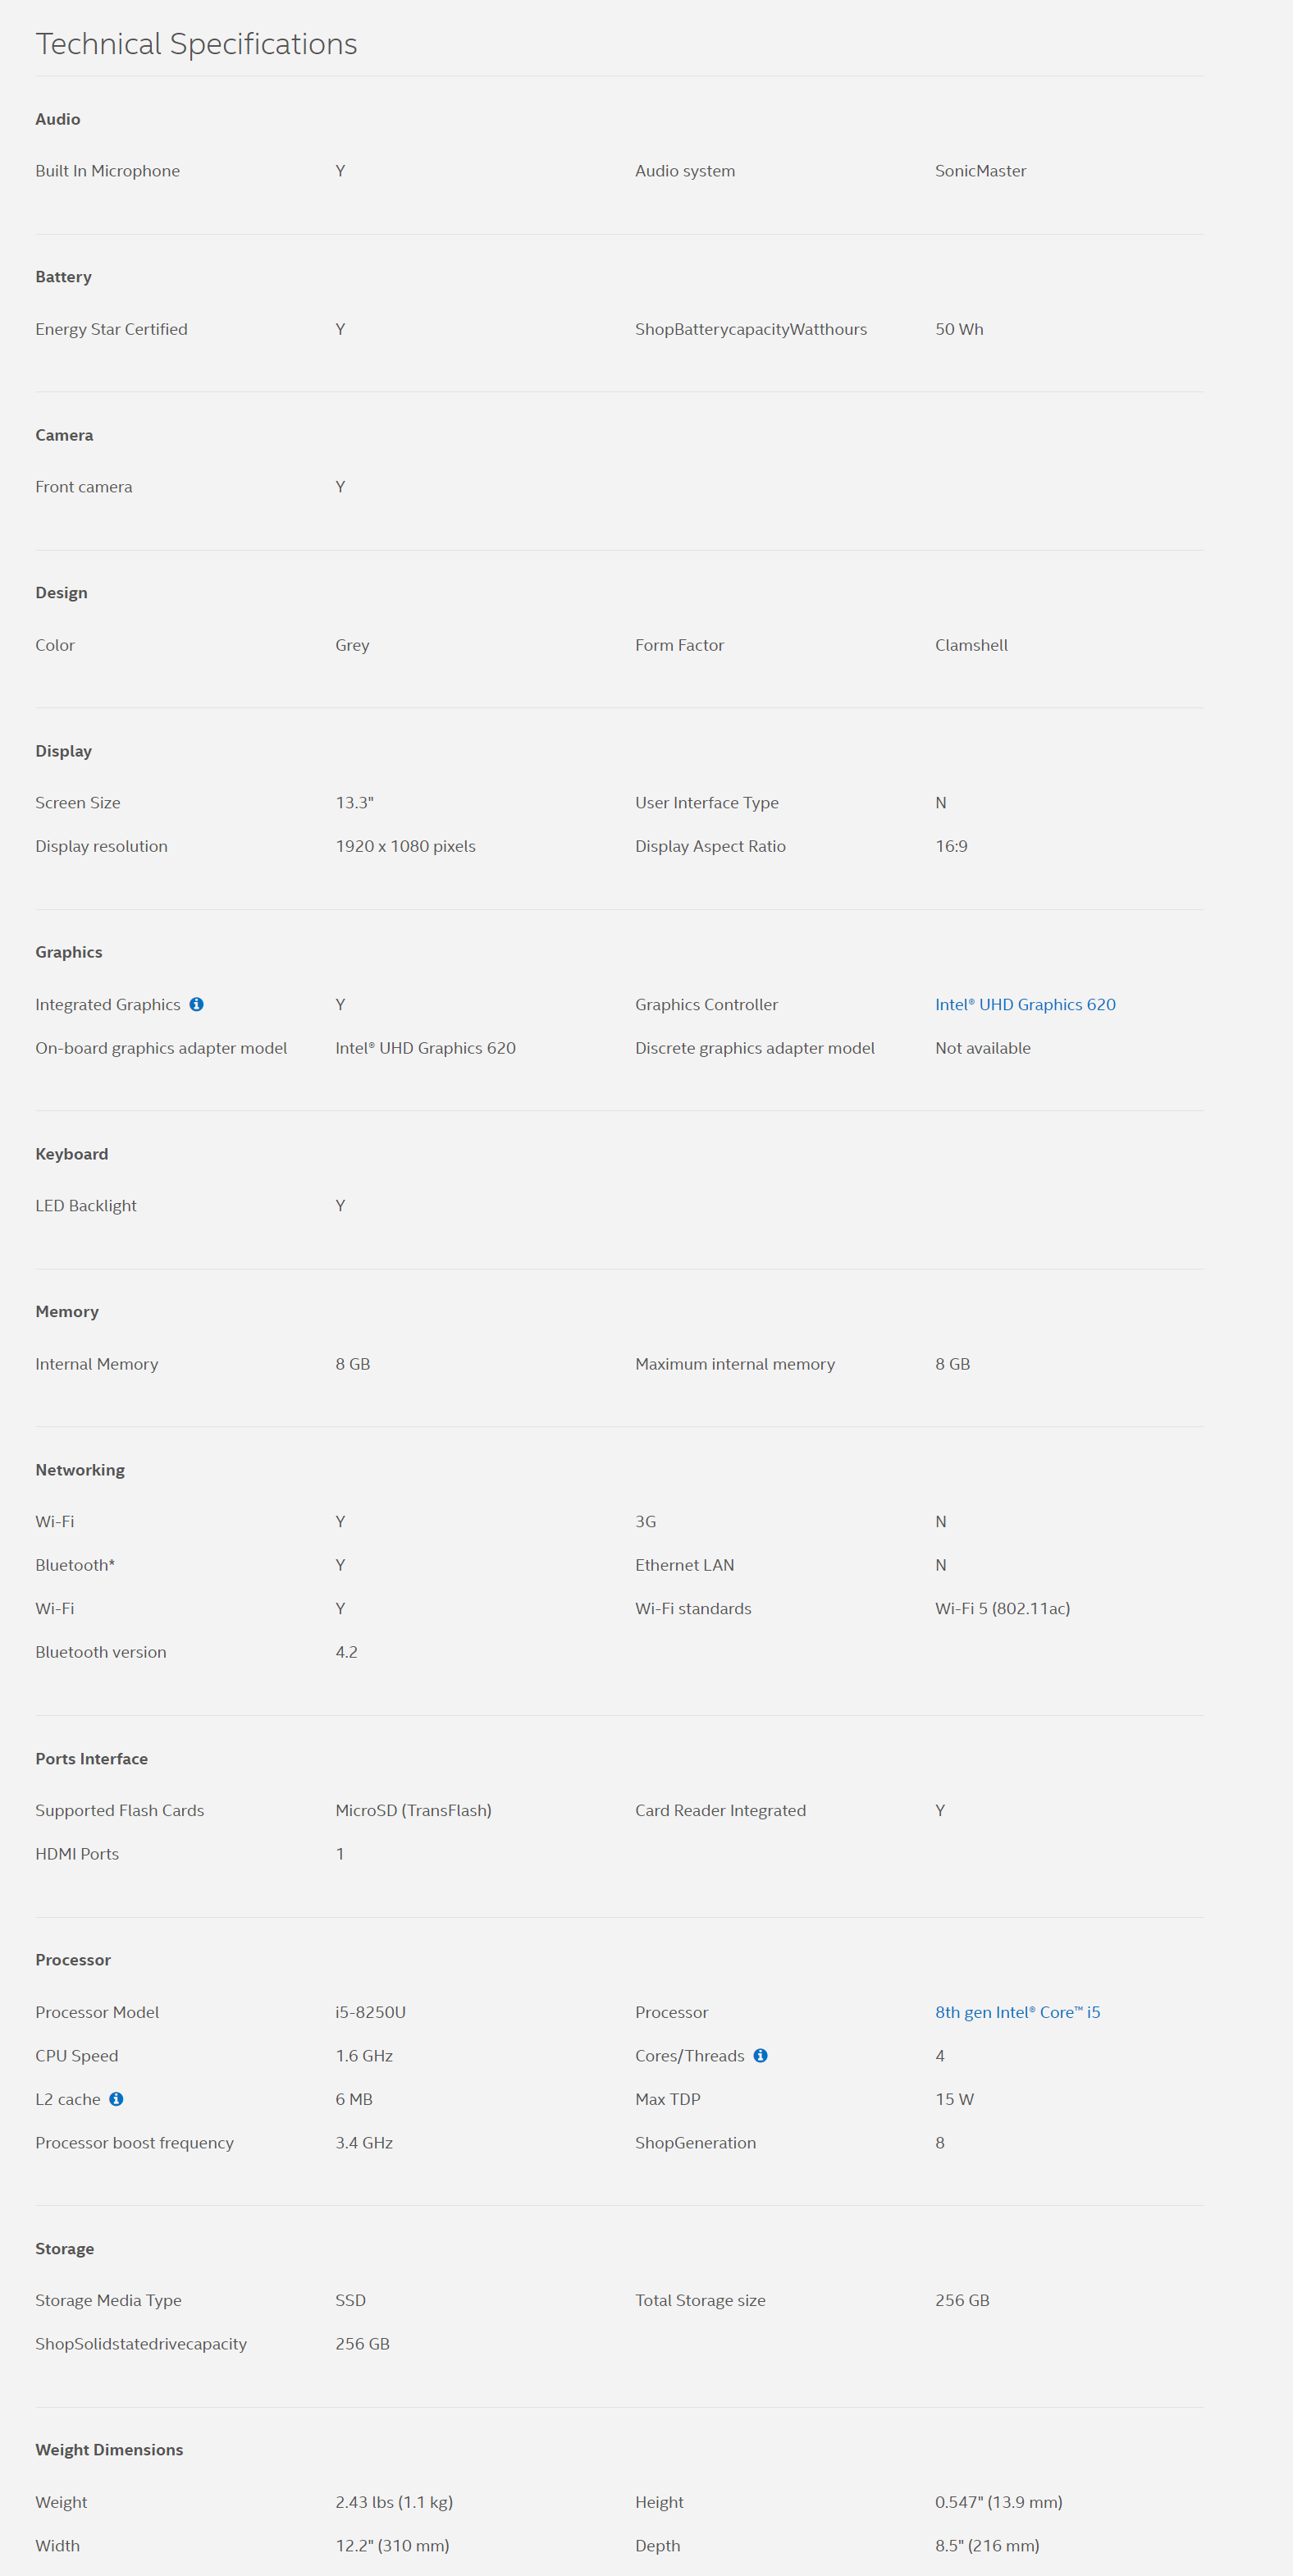 Technical Specifications
Audio
Built In Microphone Y Audio system SonicMaster
Battery
Energy Star Certified Y ShopBatterycapacityWatthours 50 Wh
Camera
Front camera Y
Design
Color Grey Form Factor Clamshell
Display
Screen Size 13.3" User Interface Type N
Display resolution 1920 x 1080 pixels Display Aspect Ratio 16:9
Graphics
Integrated Graphics Y Graphics Controller Intel® UHD Graphics 620
On-board graphics adapter model Intel® UHD Graphics 620 Discrete graphics adapter model Not available
Keyboard
LED Backlight Y
Memory
Internal Memory 8 GB Maximum internal memory 8 GB
Networking
Wi-Fi Y 3G N
Bluetooth* Y Ethernet LAN N
Wi-Fi Y Wi-Fi standards Wi-Fi 5 (802.11ac)
Bluetooth version 4.2
Ports Interface
Supported Flash Cards MicroSD (TransFlash) Card Reader Integrated Y
HDMI Ports 1
Processor
Processor Model i5-8250U Processor 8th gen Intel® Core™ i5
CPU Speed 1.6 GHz Cores/Threads 4
L2 cache 6 MB Max TDP 15 W
Processor boost frequency 3.4 GHz ShopGeneration 8
Storage
Storage Media Type SSD Total Storage size 256 GB
ShopSolidstatedrivecapacity 256 GB
Weight Dimensions
Weight 2.43 lbs (1.1 kg) Height 0.547" (13.9 mm)
Width 12.2" (310 mm) Depth 8.5" (216 mm)